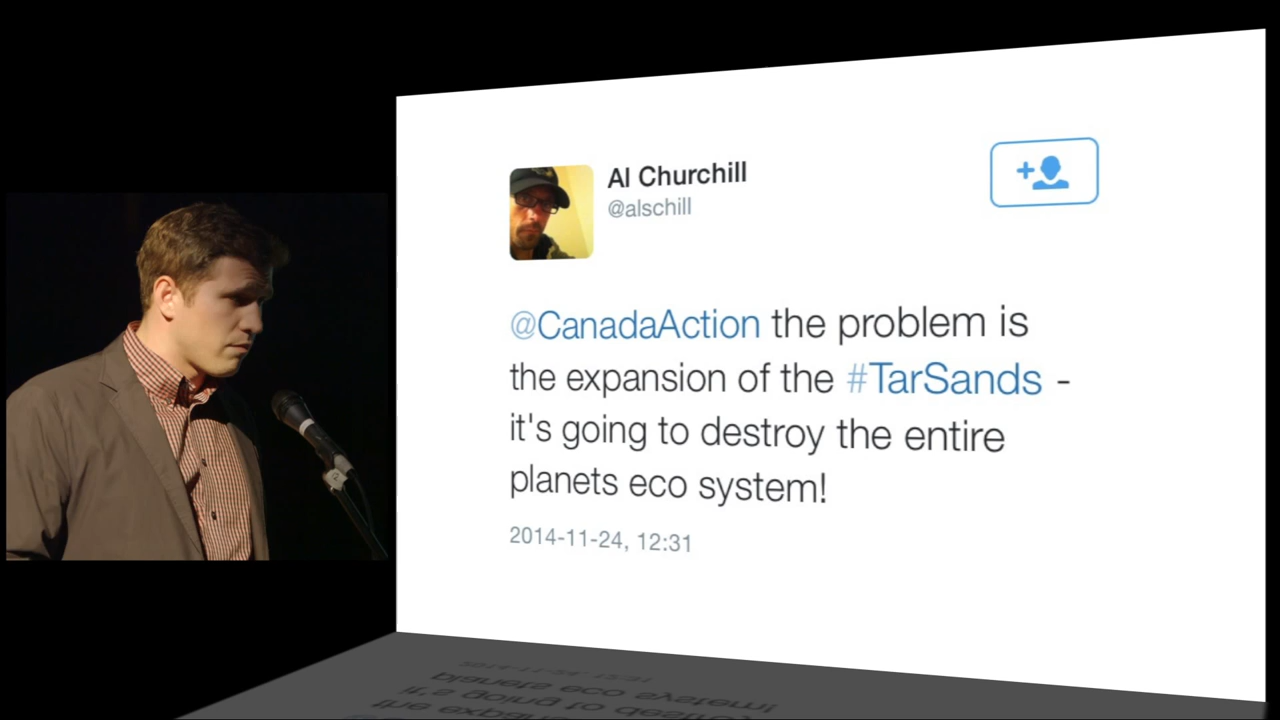 Al Churchill
@alschill
@CanadaAction the problem is
the expansion of the #TarSands -
it's going to destroy the entire
planets eco system!
2014-11-24, 12:31